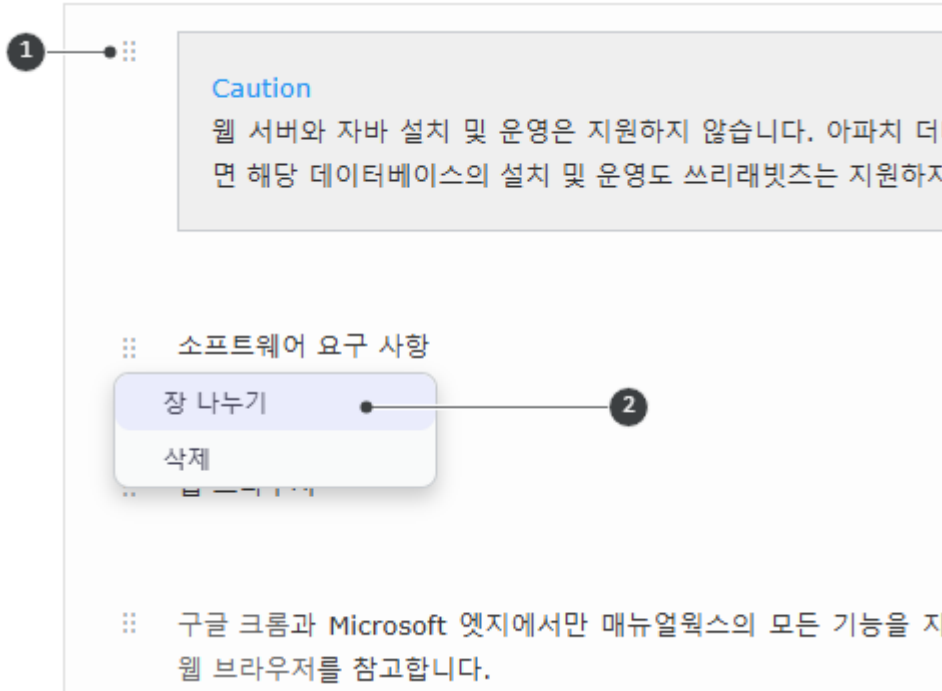 1
Caution
웹 서버와 자바 설치 및 운영은 지원하지 않습니다. 아파치 더
면 해당 데이터베이스의 설치 및 운영도 쓰리래빗츠는 지원하지
소프트웨어 요구 사항
장 나누기
2
삭제
구글 크롬과 Microsoft 엣지에서만 매뉴얼웍스의 모든 기능을 지
웹 브라우저를 참고합니다.